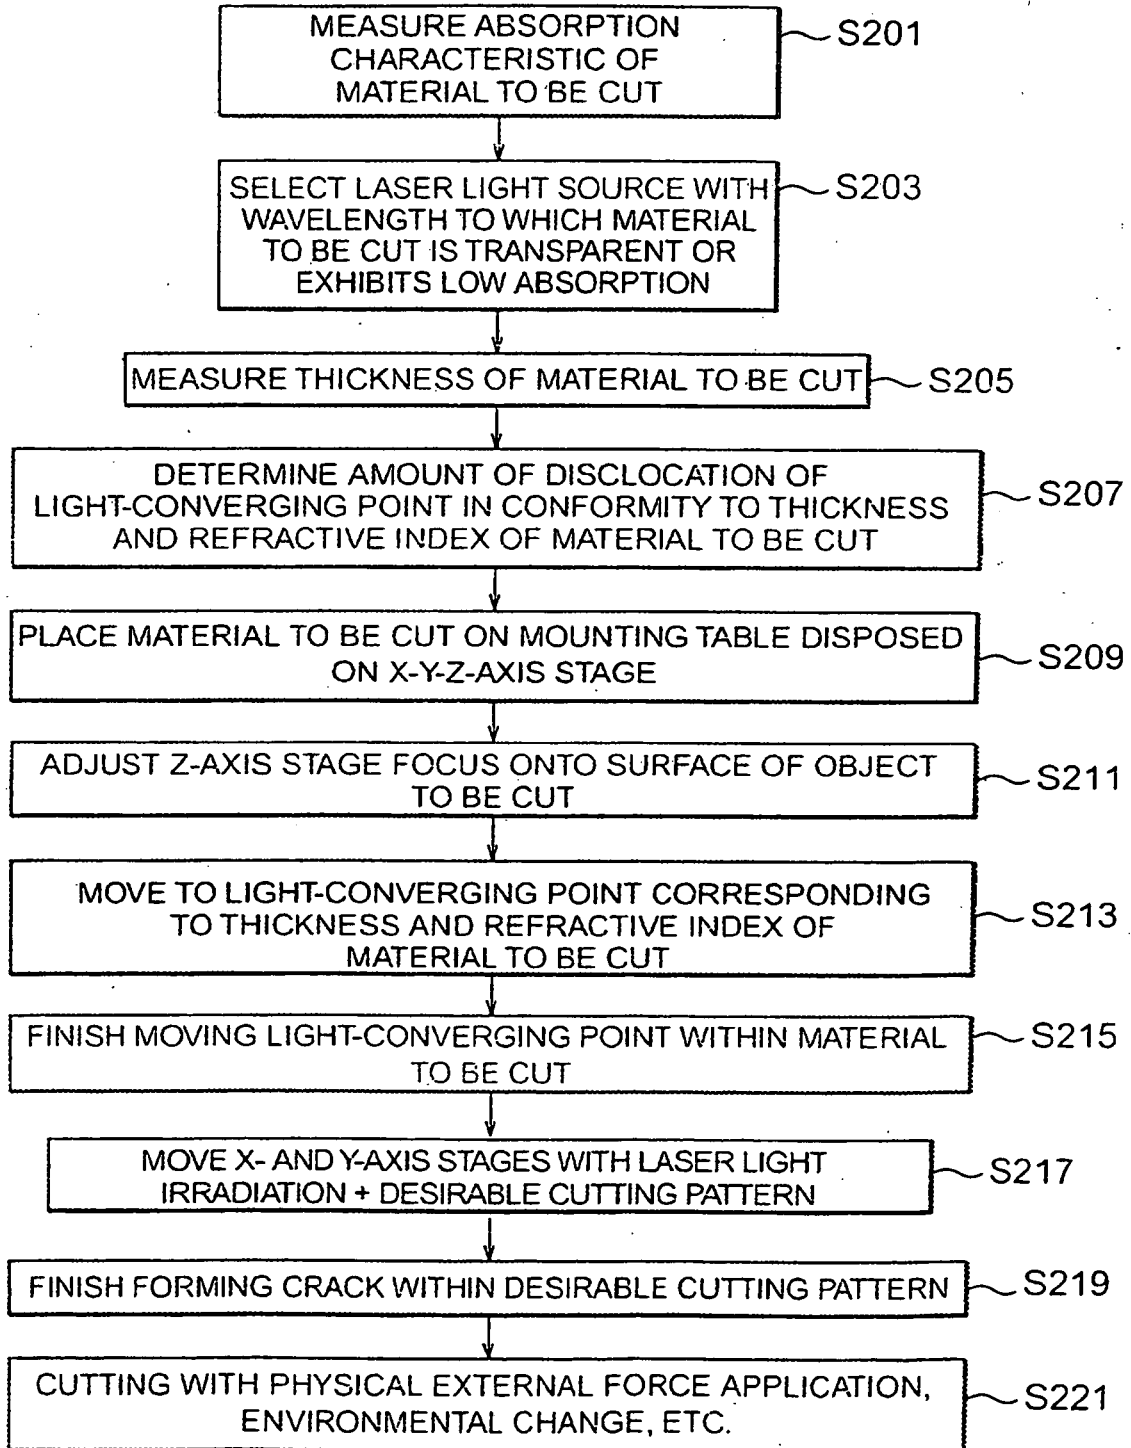 MEASURE ABSORPTION
CHARACTERISTIC OF
MATERIAL TO BE CUT
S201
SELECT LASER LIGHT SOURCE WITH
WAVELENGTH TO WHICH MATERIAL
TO BE CUT IS TRANSPARENT OR
EXHIBITS LOW ABSORPTION
S203
MEASURE THICKNESS OF MATERIAL TO BE CUT
S205
DETERMINE AMOUNT OF DISCLOCATION OF
LIGHT-CONVERGING POINT IN CONFORMITY TO THICKNESS
AND REFRACTIVE INDEX OF MATERIAL TO BE CUT
S207
PLACE MATERIAL TO BE CUT ON MOUNTING TABLE DISPOSED
ON X-Y-Z-AXIS STAGE
S209
ADJUST Z-AXIS STAGE FOCUS ONTO SURFACE OF OBJECT
TO BE CUT
S211
MOVE TO LIGHT-CONVERGING POINT CORRESPONDING
TO THICKNESS AND REFRACTIVE INDEX OF
MATERIAL TO BE CUT
S213
FINISH MOVING LIGHT-CONVERGING POINT WITHIN MATERIAL
TO BE CUT
S215
MOVE X- AND Y-AXIS STAGES WITH LASER LIGHT
IRRADIATION + DESIRABLE CUTTING PATTERN
S217
FINISH FORMING CRACK WITHIN DESIRABLE CUTTING PATTERN
S219
CUTTING WITH PHYSICAL EXTERNAL FORCE APPLICATION,
ENVIRONMENTAL CHANGE, ETC.
S221